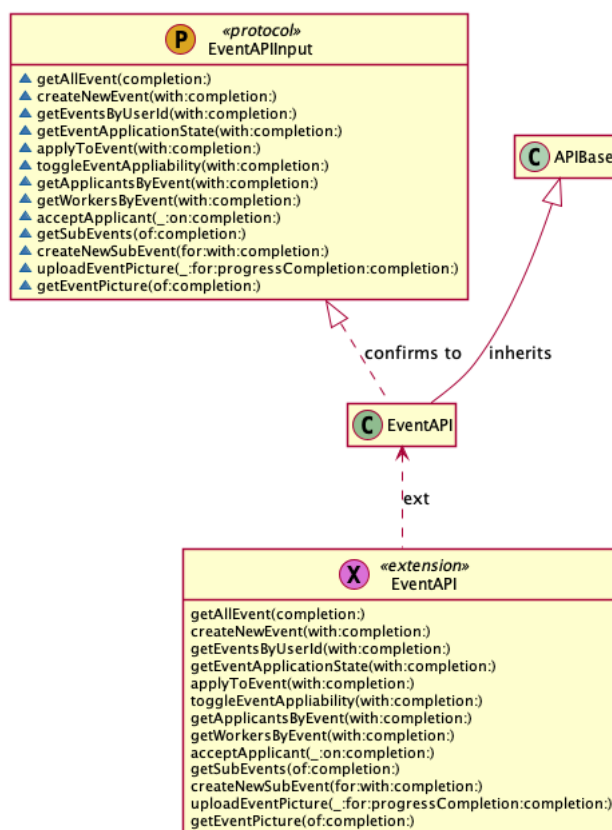 P «protocol»
EventAPIInput
getAllEvent(completion:)
createNewEvent(with:completion:)
getEventsByUserId(with:completion:)
getEventApplicationState(with:completion:)
applyToEvent(with:completion:)
toggleEventAppliability(with:completion:)
getApplicantsByEvent(with:completion:)
getWorkersByEvent(with:completion:)
acceptApplicant(_:on:completion:)
getSubEvents(of:completion:)
createNewSubEvent(for:with:completion:)
uploadEventPicture(_:for:progressCompletion:completion:)
getEventPicture(of:completion:)
C APIBase
confirms to
inherits
C EventAPI
ext
X «extension»
EventAPI
getAllEvent(completion:)
createNewEvent(with:completion:)
getEventsByUserId(with:completion:)
getEventApplicationState(with:completion:)
applyToEvent(with:completion:)
toggleEventAppliability(with:completion:)
getApplicantsByEvent(with:completion:)
getWorkersByEvent(with:completion:)
acceptApplicant(_:on:completion:)
getSubEvents(of:completion:)
createNewSubEvent(for:with:completion:)
uploadEventPicture(_:for:progressCompletion:completion:)
getEventPicture(of:completion:)